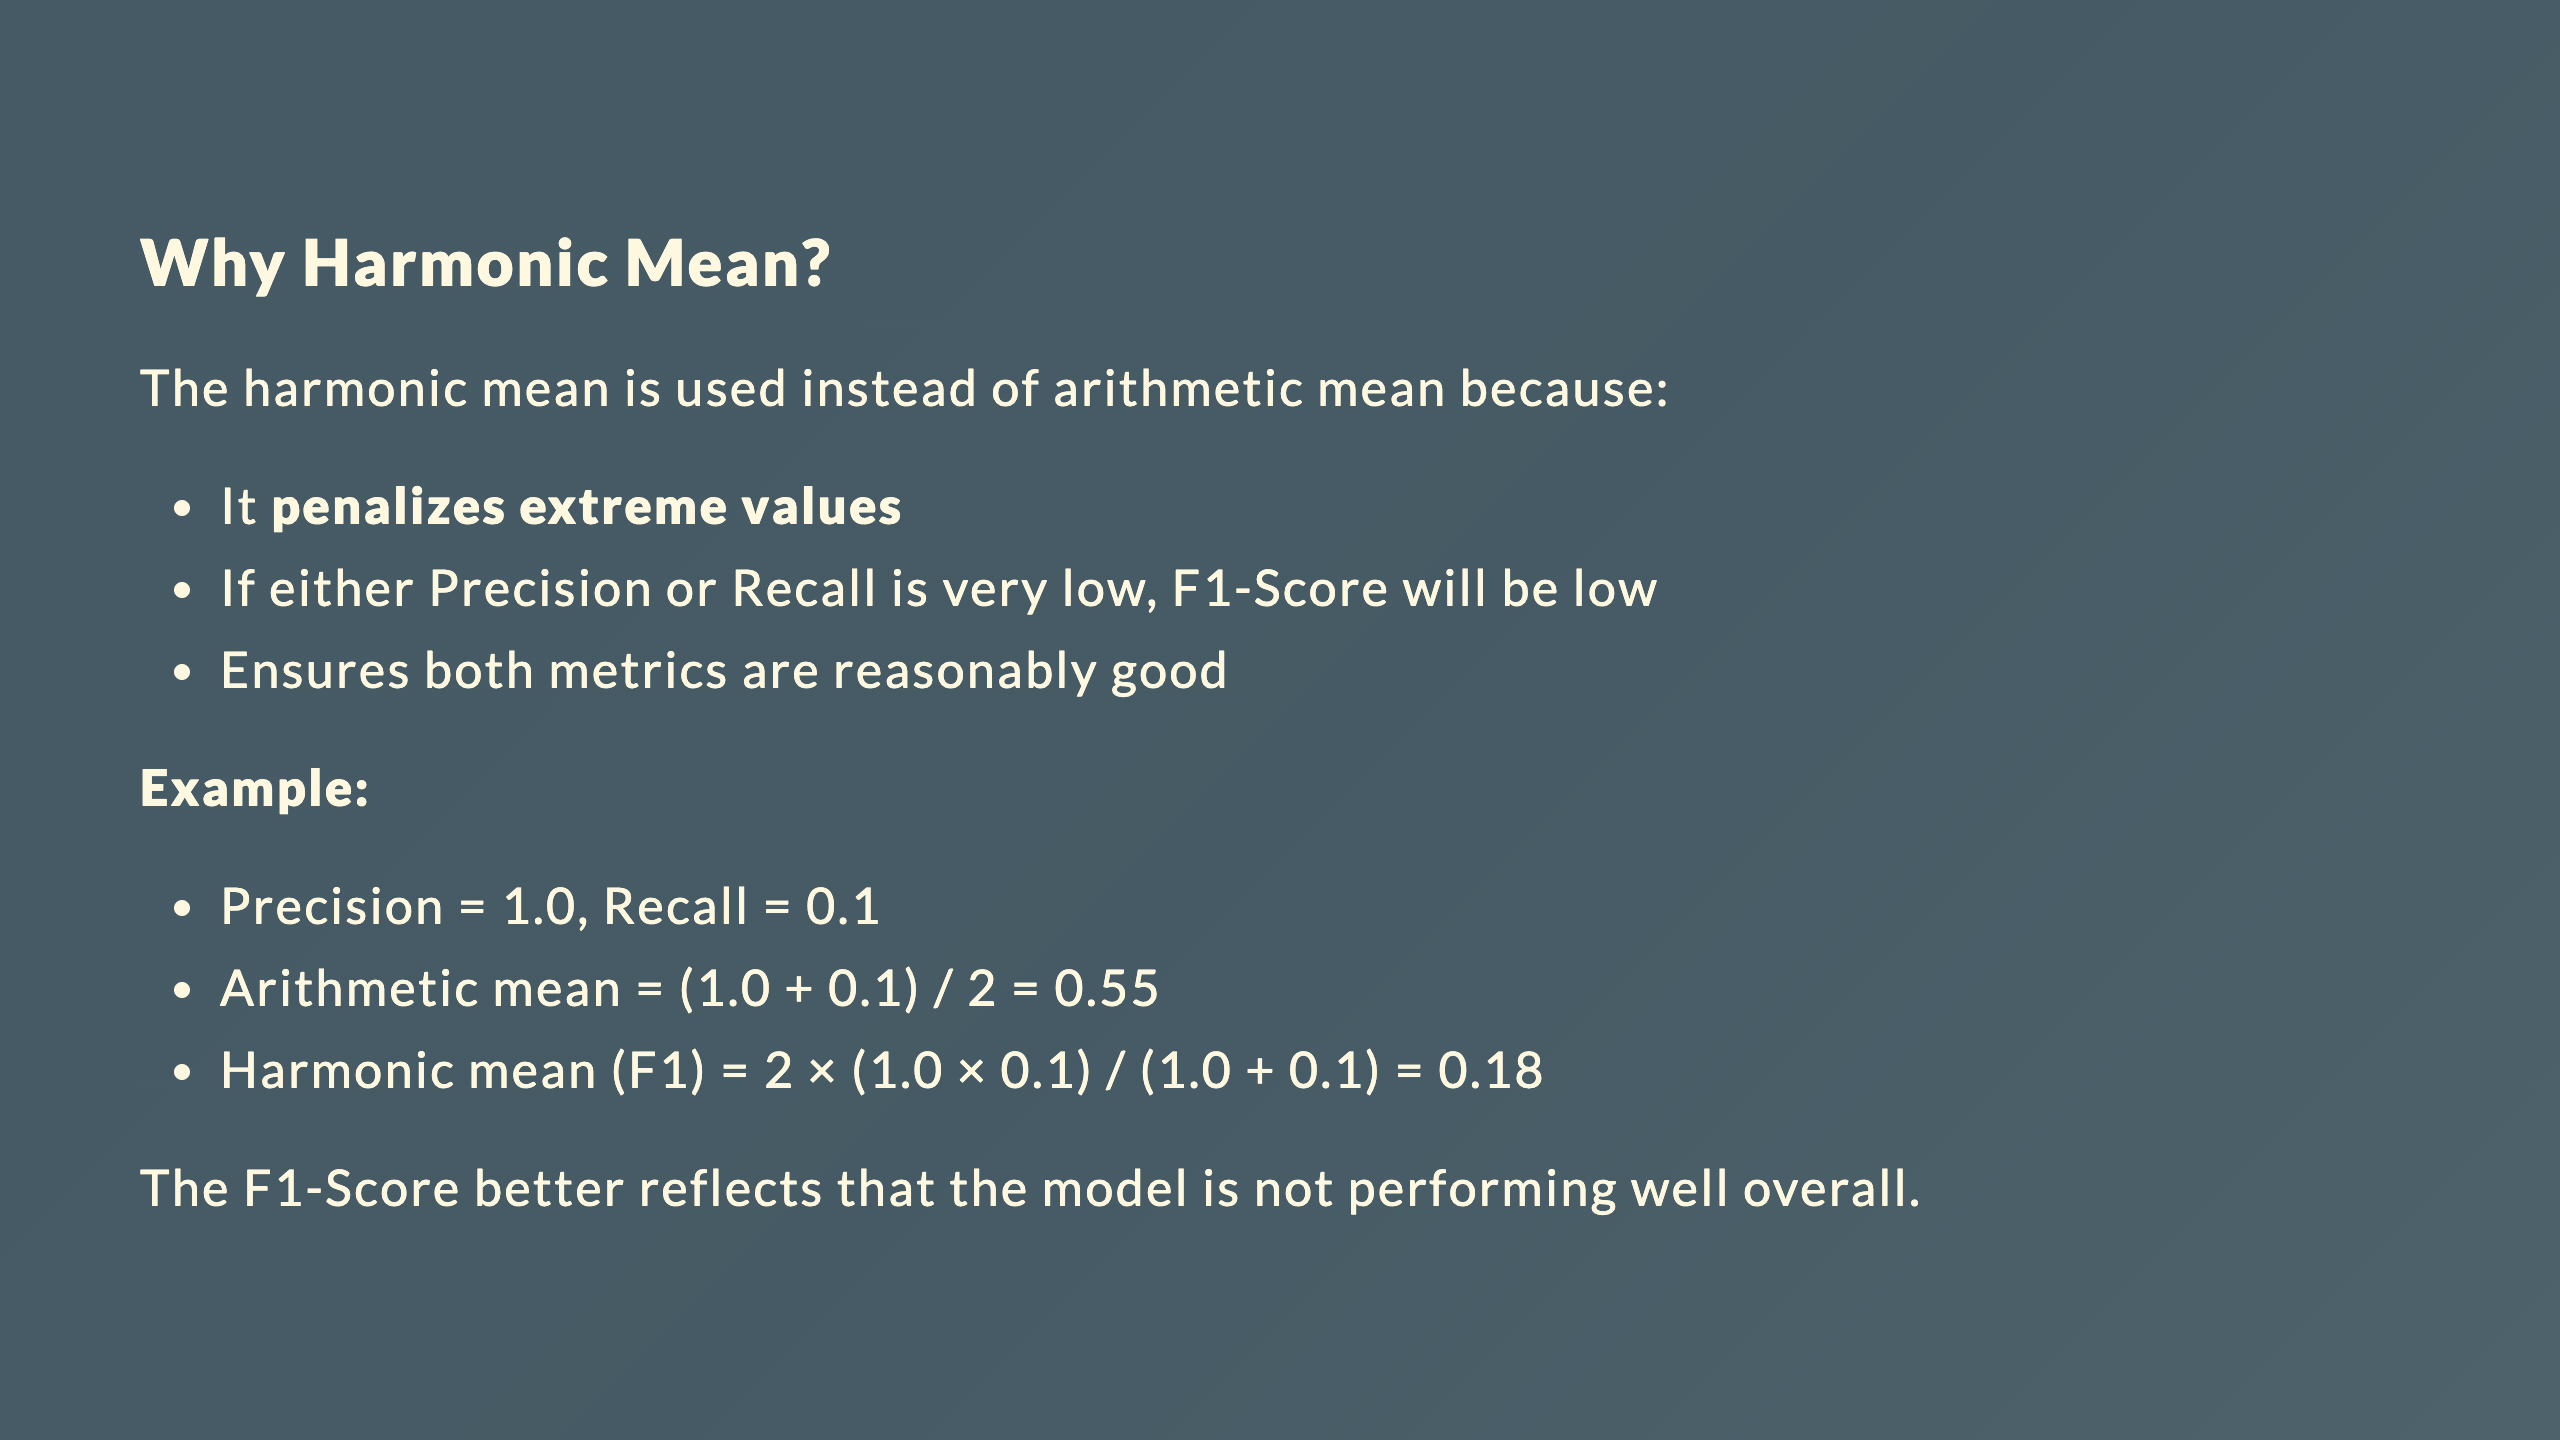 Why Harmonic Mean?
The harmonic mean is used instead of arithmetic mean because:
• It penalizes extreme values
• If either Precision or Recall is very low, F1-Score will be low
• Ensures both metrics are reasonably good
Example:
• Precision = 1.0, Recall = 0.1
• Arithmetic mean = (1.0 + 0.1) / 2 = 0.55
• Harmonic mean (F1) = 2 × (1.0 × 0.1) / (1.0 + 0.1) = 0.18
The F1-Score better reflects that the model is not performing well overall.